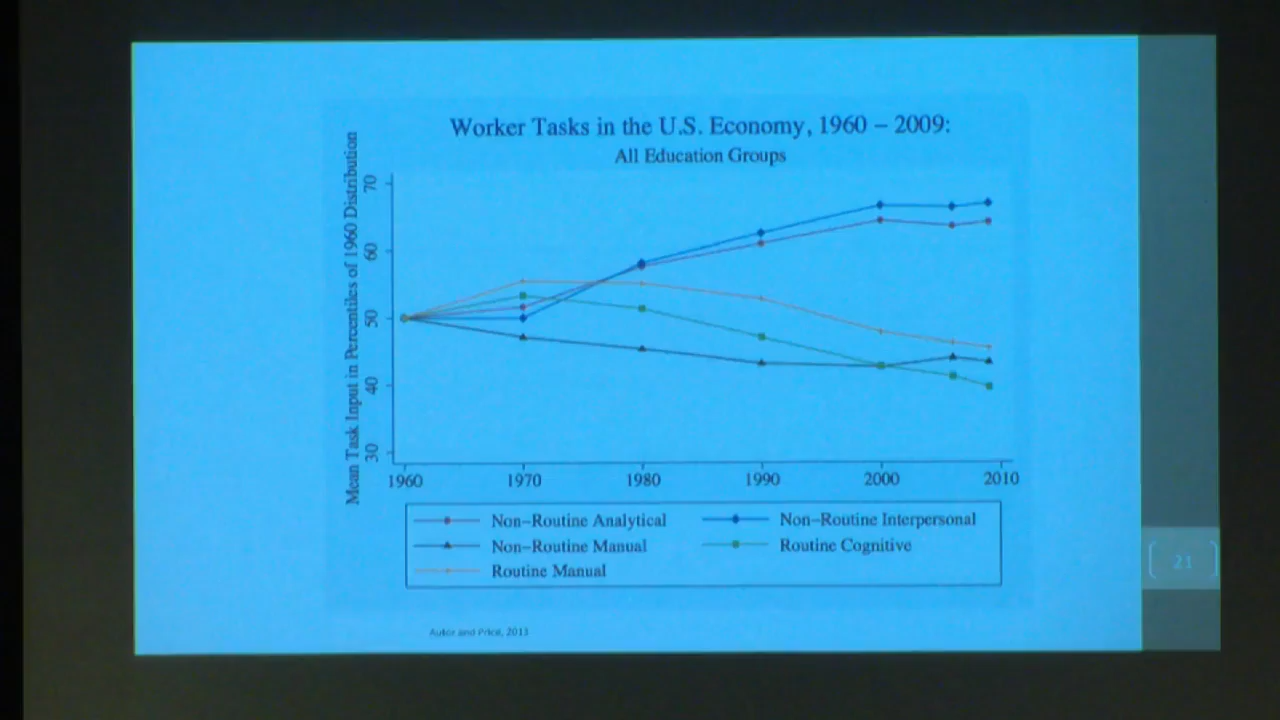 Worker Tasks in the U.S. Economy, 1960 – 2009:
All Education Groups
Mean Task Input in Percentiles of 1960 Distribution
70
60
50
40
30
1960 1970 1980 1990 2000 2010
Non–Routine Analytical
Non–Routine Interpersonal
Non–Routine Manual
Routine Cognitive
Routine Manual
Autor and Price, 2013
21